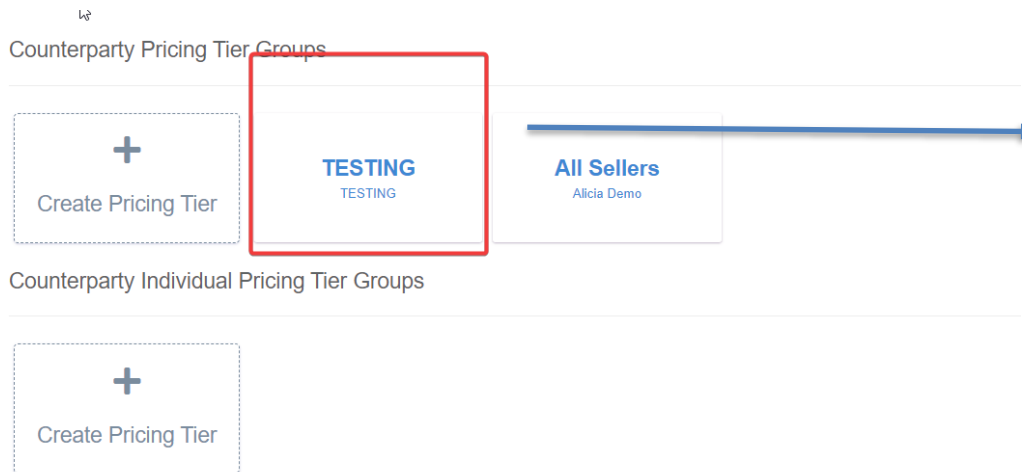 Counterparty Pricing Tier Groups
+
Create Pricing Tier
TESTING
TESTING
All Sellers
Alicia Demo
Counterparty Individual Pricing Tier Groups
+
Create Pricing Tier